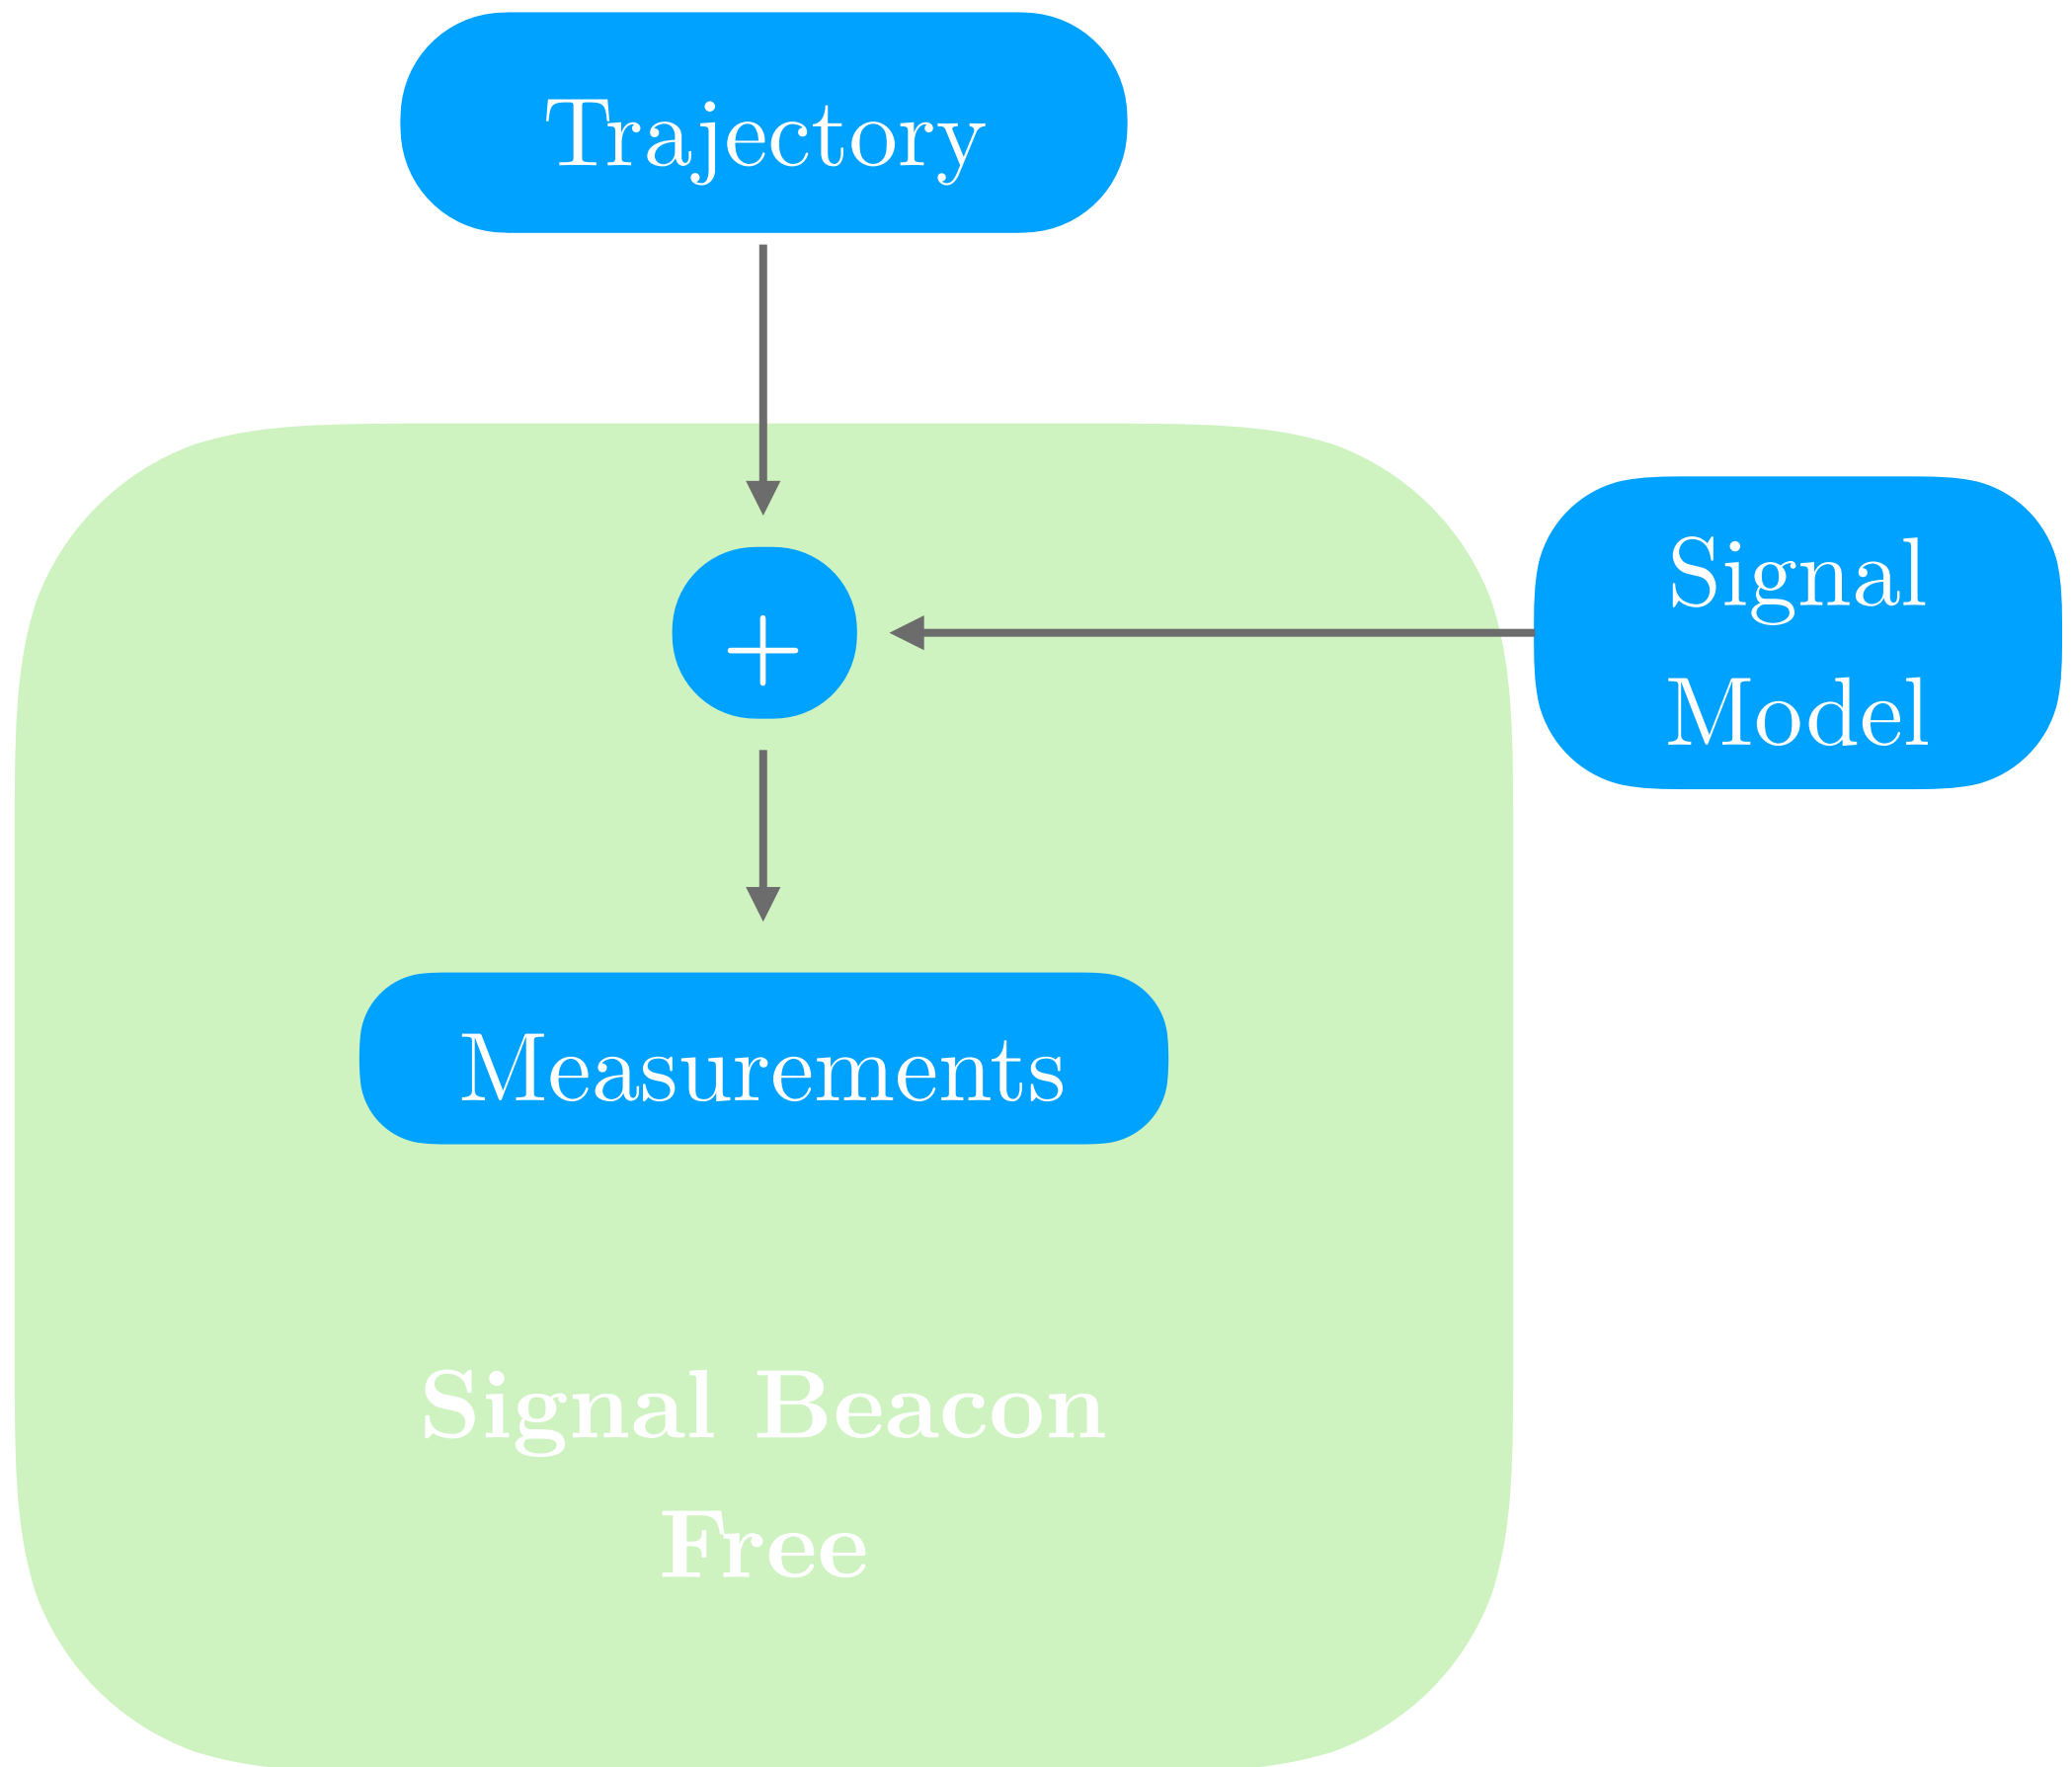 Trajectory
+
Signal
Model
Measurements
Signal Beacon
Free